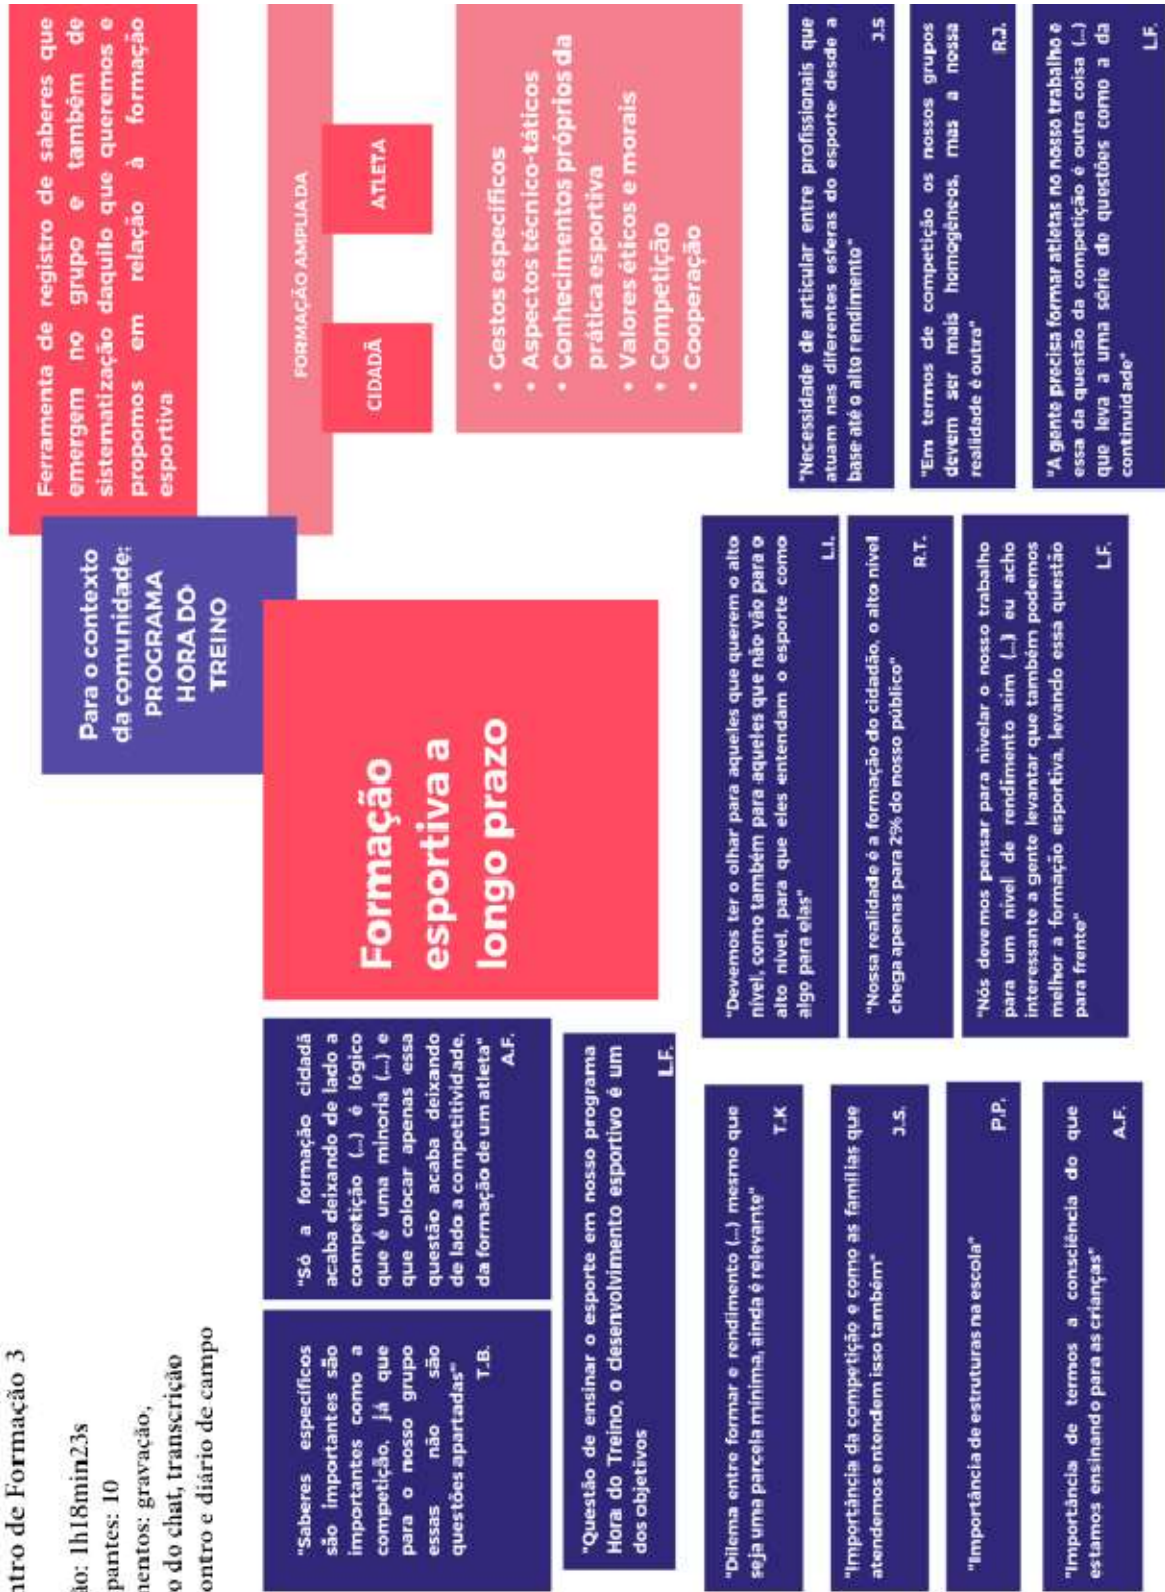 ntro de Formação 3
ão: 1h18min23s
pantes: 10
mentos: gravação,
o do chat, transcrição
ontro e diário de campo
Para o contexto
da comunidade:
PROGRAMA
HORA DO
TREINO
Ferramenta de registro de saberes que
emergem no grupo e também de
sistematização daquilo que queremos e
propomos em relação à formação
esportiva
Formação
esportiva a
longo prazo
FORMAÇÃO AMPLIADA
CIDADÃ
ATLETA
• Gestos específicos
• Aspectos técnico-táticos
• Conhecimentos próprios da
prática esportiva
• Valores éticos e morais
• Competição
• Cooperação
"Saberes específicos
são importantes são
importantes como a
competição, já que
para o nosso grupo
essas não são
questões apartadas"
T.B.
"Só a formação cidadã
acaba deixando de lado a
competição (...) é lógico
que é uma minoria (...) e
que colocar apenas essa
questão acaba deixando
de lado a competitividade,
da formação de um atleta"
A.F.
"Questão de ensinar o esporte em nosso programa
Hora do Treino, o desenvolvimento esportivo é um
dos objetivos
L.F.
"Dilema entre formar e rendimento (...) mesmo que
seja uma parcela mínima, ainda é relevante"
T.K
"Importância da competição e como as famílias que
atendemos entendem isso também"
J.S.
"Importância de estruturas na escola"
P.P.
"Importância de termos a consciência do que
estamos ensinando para as crianças"
A.F.
"Devemos ter o olhar para aqueles que querem o alto
nível, como também para aqueles que não vão para o
alto nível, para que eles entendam o esporte como
algo para elas"
L.I.
"Nossa realidade é a formação do cidadão, o alto nível
chega apenas para 2% do nosso público"
R.T.
"Nós devemos pensar para nivelar o nosso trabalho
para um nível de rendimento sim (...) eu acho
interessante a gente levantar que também podemos
melhor a formação esportiva, levando essa questão
para frente"
L.F.
"Necessidade de articular entre profissionais que
atuam nas diferentes esferas do esporte desde a
base até o alto rendimento"
J.S
"Em termos de competição os nossos grupos
devem ser mais homogêneos, mas a nossa
realidade é outra"
R.J.
"A gente precisa formar atletas no nosso trabalho e
essa da questão da competição é outra coisa (...)
que leva a uma série de questões como a da
continuidade"
L.F.